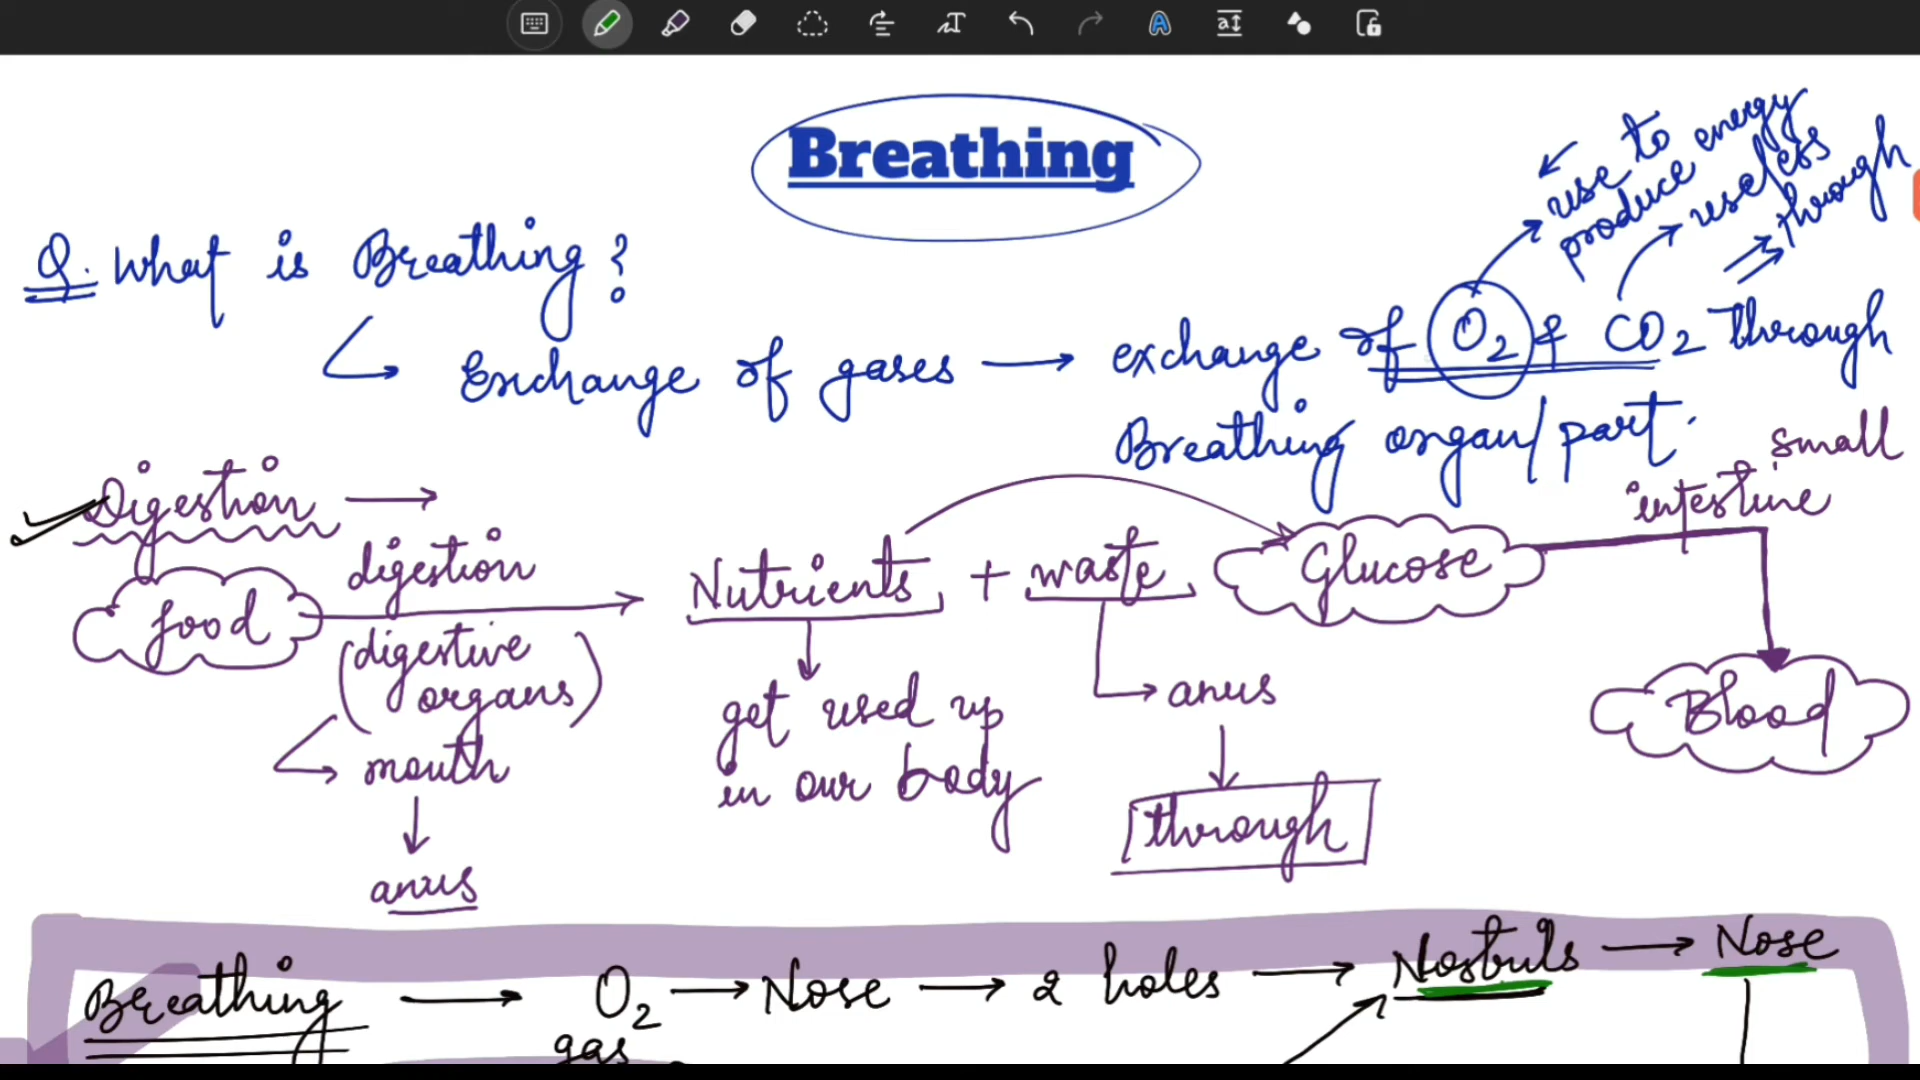 Breathing
use to
produce energy
useless
through
Q. What is Breathing?
Exchange of gases → exchange of O2 & CO2 through
Breathing organ/part.
Digestion →
small
intestine
food
digestion
(digestive
organs)
mouth
↓
anus
Nutrients + waste
Glucose
Blood
get used up
in our body
anus
through
Breathing → O2 → Nose → 2 holes → Nostrils → Nose
gas